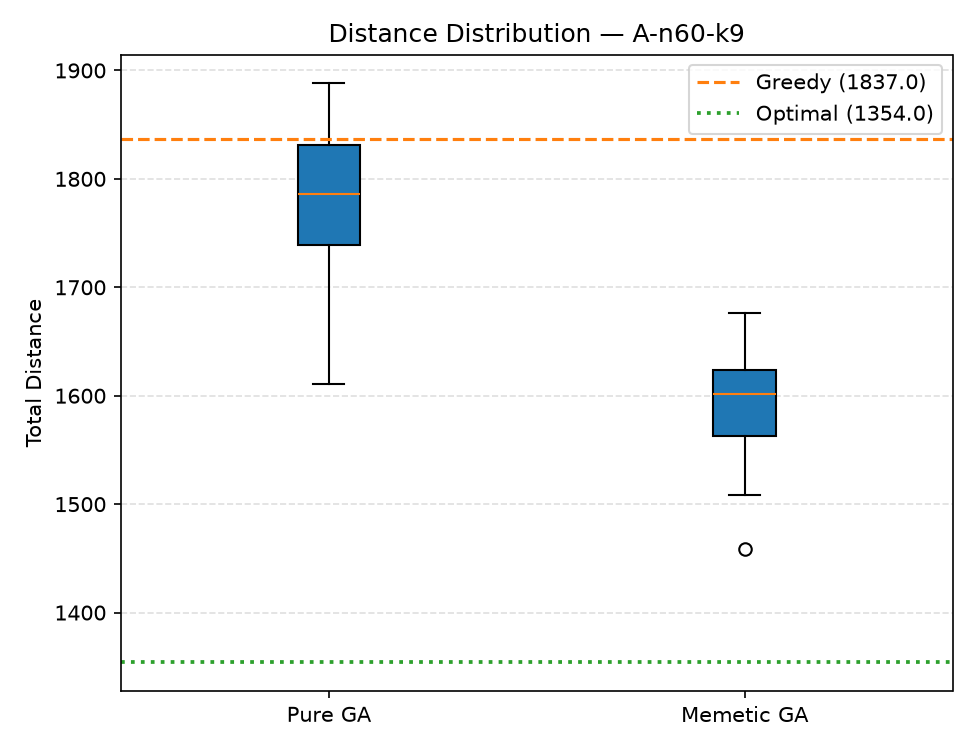 Distance Distribution — A-n60-k9
Greedy (1837.0)
Optimal (1354.0)
Total Distance
1900
1800
1700
1600
1500
1400
Pure GA
Memetic GA